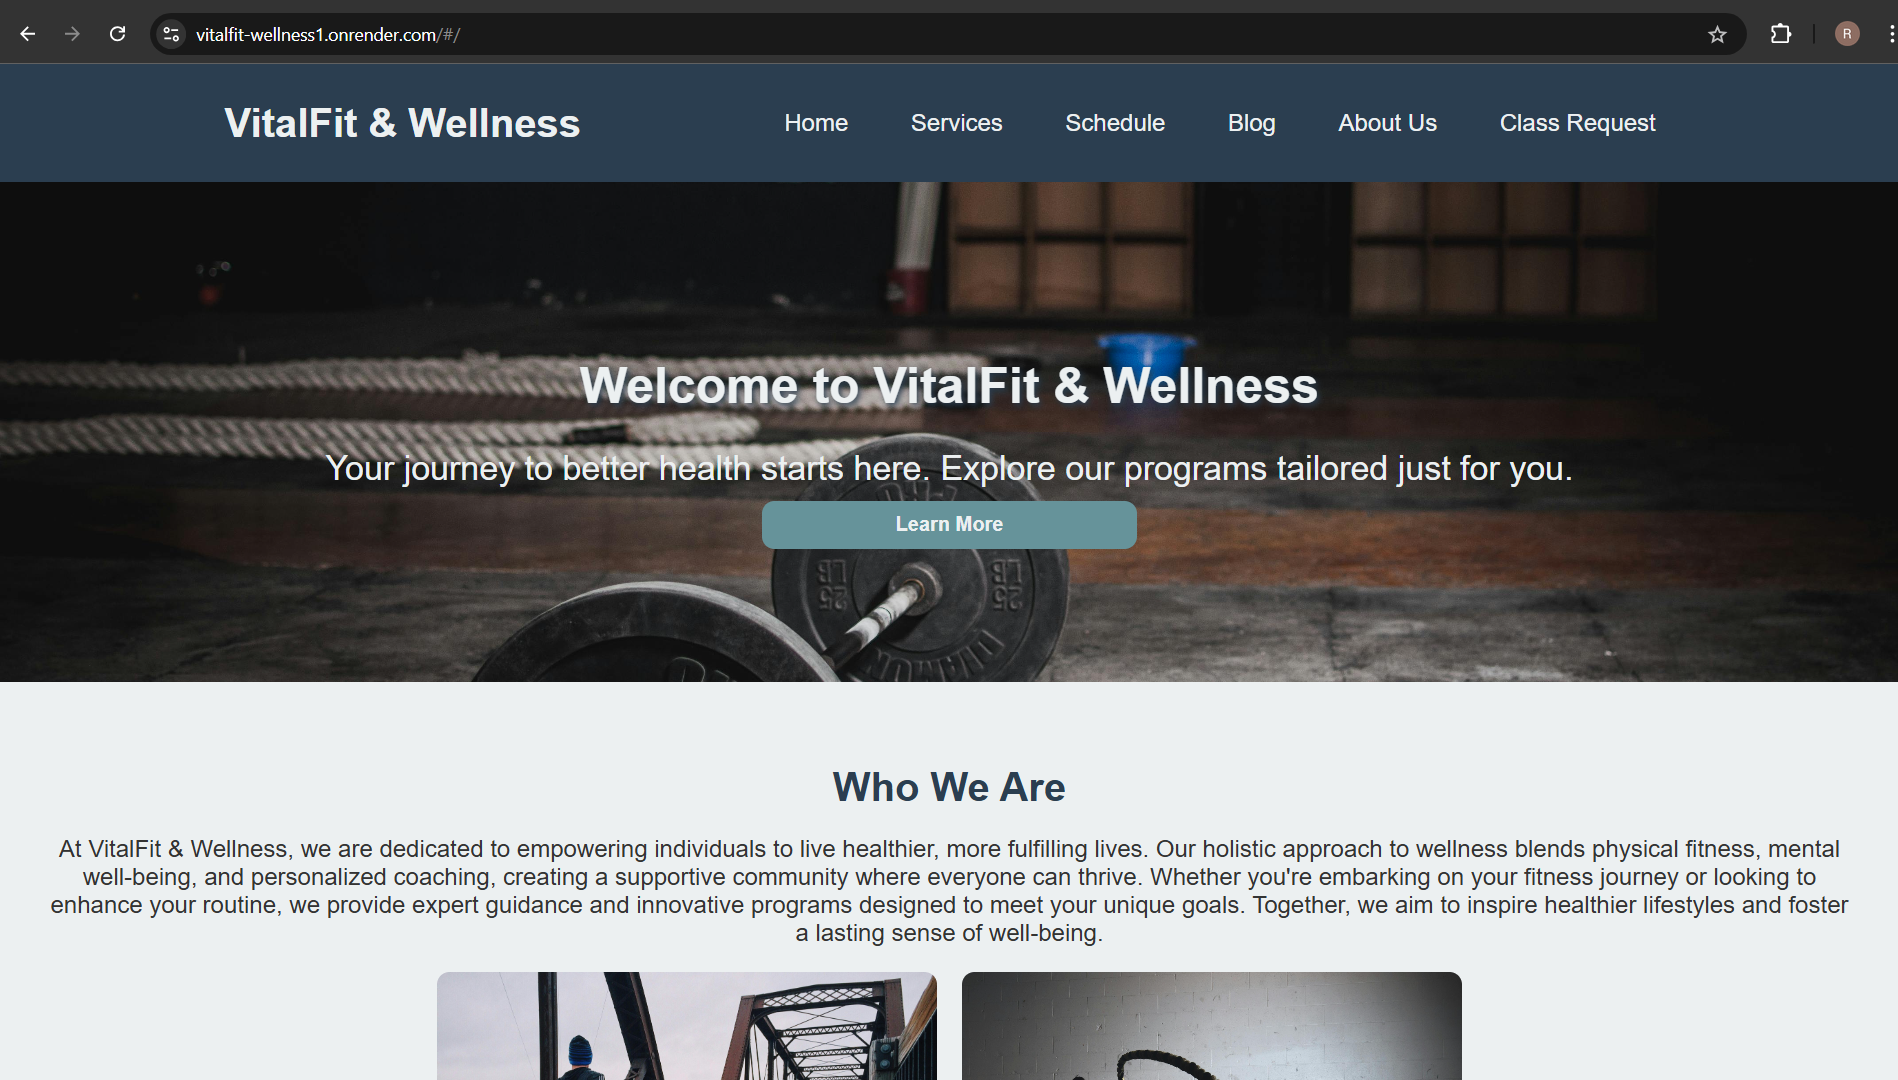 vitalfit-wellness1.onrender.com/#/
R
VitalFit & Wellness
Home Services Schedule Blog About Us Class Request
Welcome to VitalFit & Wellness
Your journey to better health starts here. Explore our programs tailored just for you.
Learn More
LB 25
25 LB
Who We Are
At VitalFit & Wellness, we are dedicated to empowering individuals to live healthier, more fulfilling lives. Our holistic approach to wellness blends physical fitness, mental
well-being, and personalized coaching, creating a supportive community where everyone can thrive. Whether you're embarking on your fitness journey or looking to
enhance your routine, we provide expert guidance and innovative programs designed to meet your unique goals. Together, we aim to inspire healthier lifestyles and foster
a lasting sense of well-being.